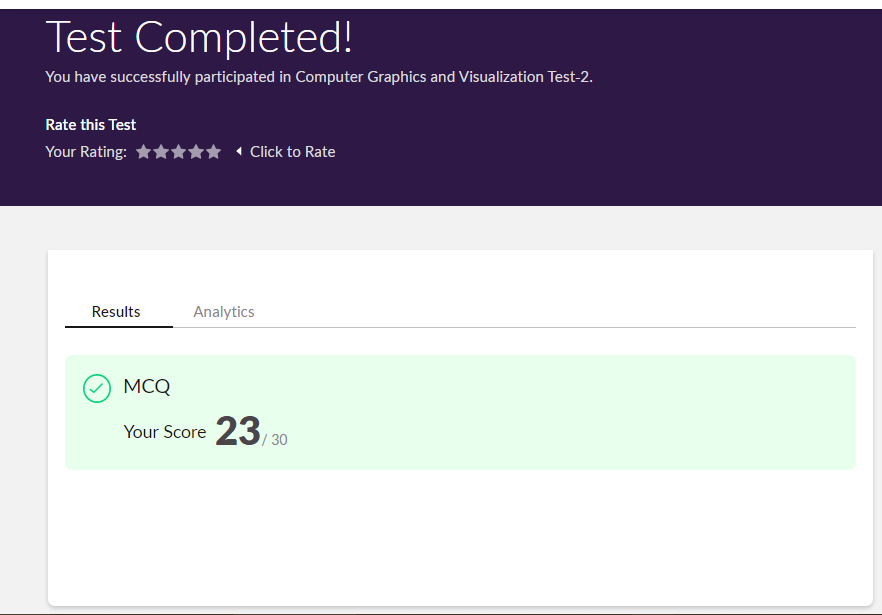 Test Completed!
You have successfully participated in Computer Graphics and Visualization Test-2.
Rate this Test
Your Rating: Click to Rate
Results Analytics
MCQ
Your Score 23/ 30